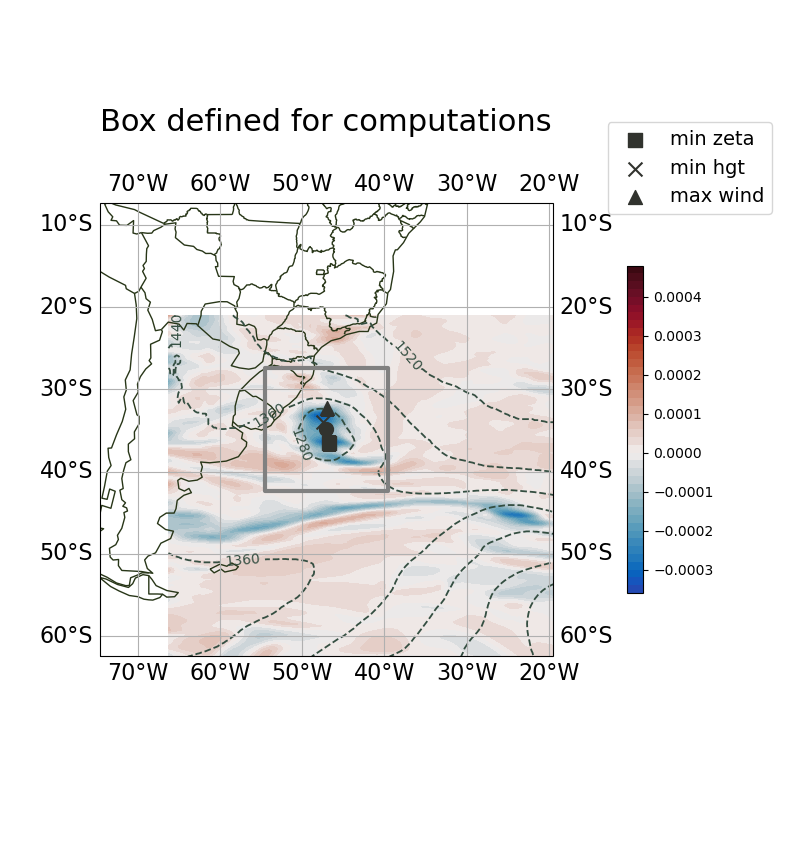 Box defined for computations
min zeta
min hgt
max wind
70°W 60°W 50°W 40°W 30°W 20°W
10°S 10°S
20°S 20°S
30°S 30°S
40°S 40°S
50°S 50°S
60°S 60°S
70°W 60°W 50°W 40°W 30°W 20°W
1440
1520
1360
1280
1360
0.0004
0.0003
0.0002
0.0001
0.0000
−0.0001
−0.0002
−0.0003